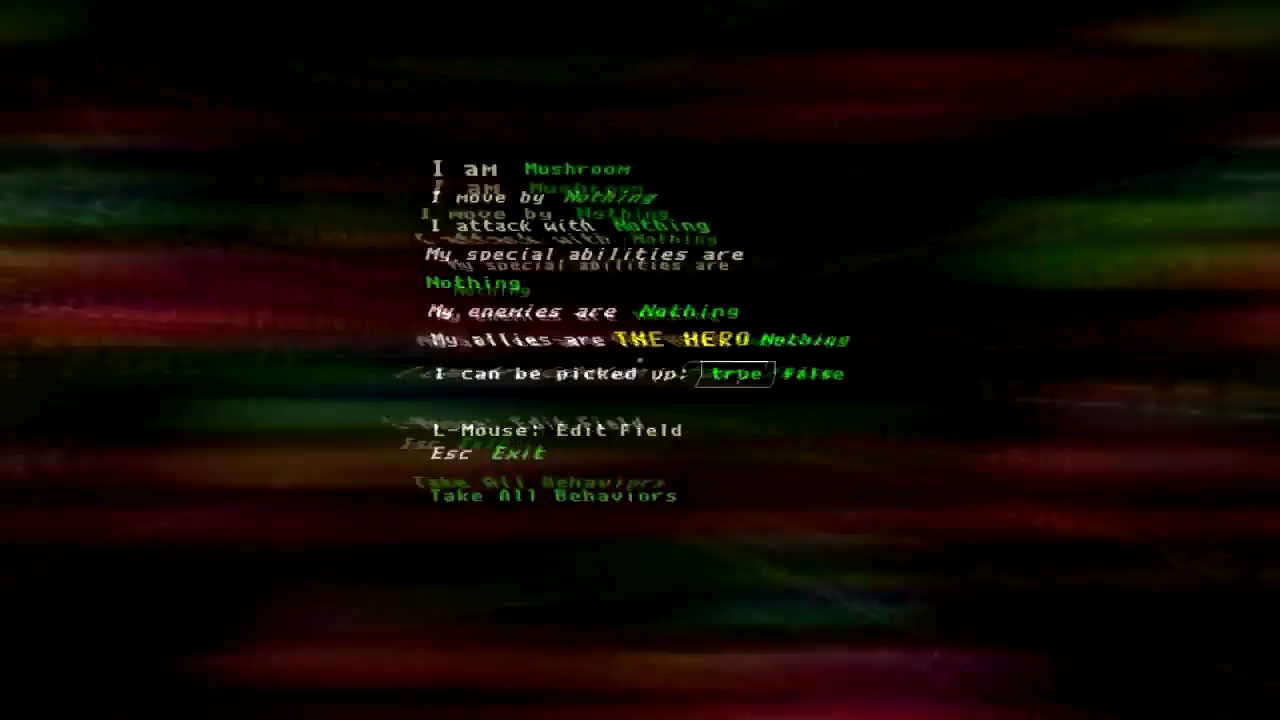 I am Mushroom
I move by Nothing
I attack with Nothing
My special abilities are
Nothing
My enemies are Nothing
My allies are THE HERO Nothing
I can be picked up: true false
L-Mouse: Edit Field
Esc Exit
Take All Behaviors